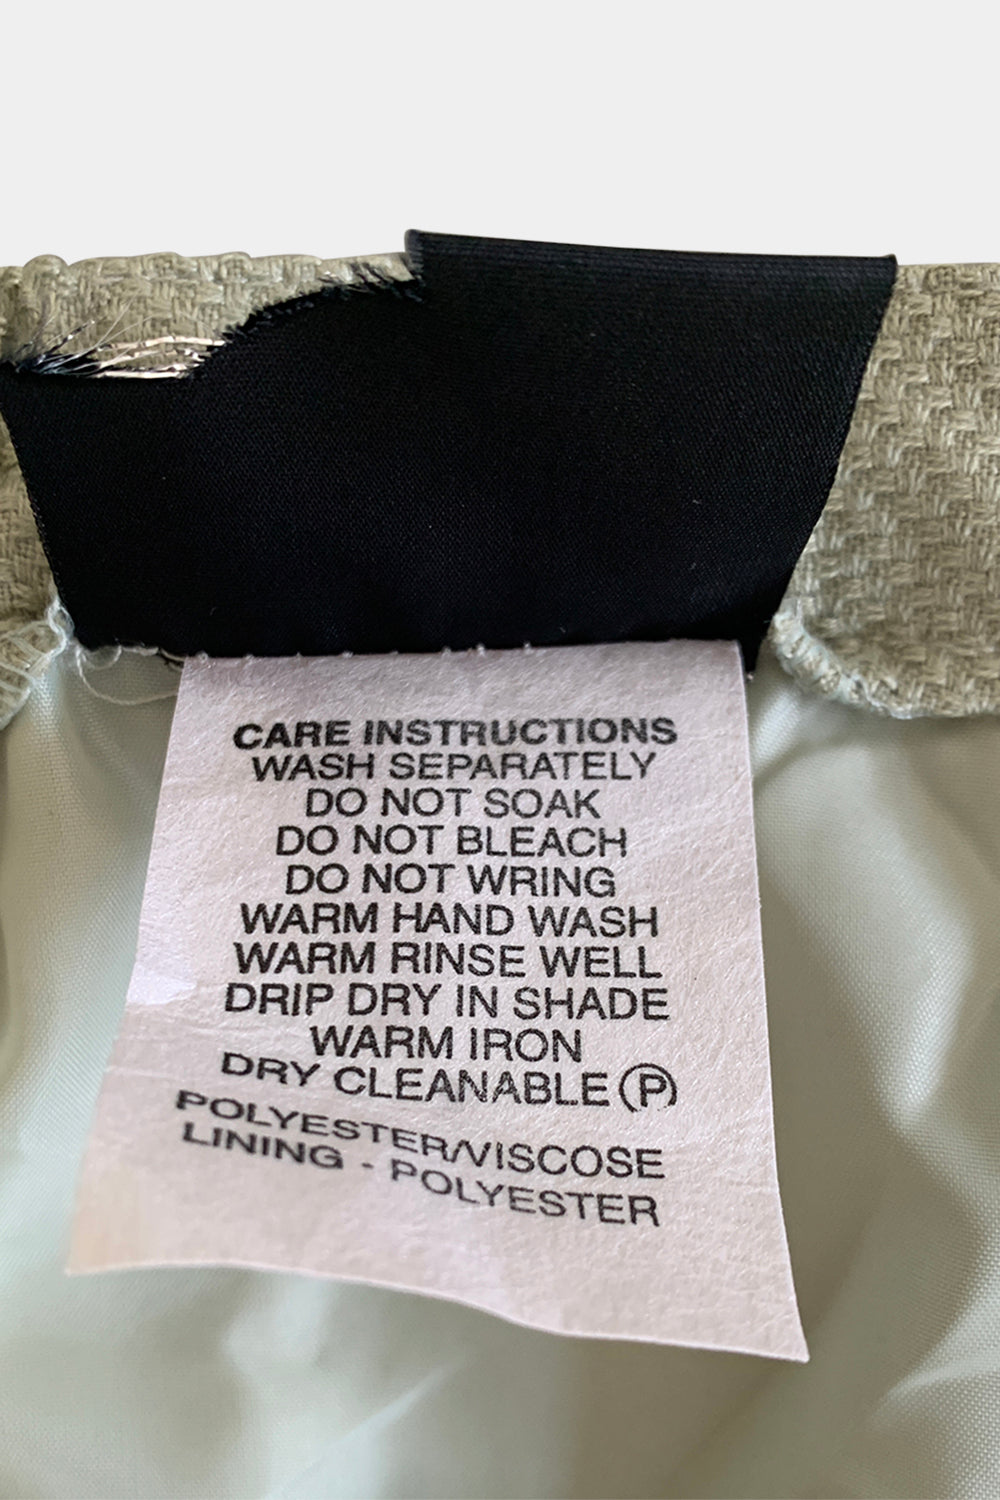 CARE INSTRUCTIONS
WASH SEPARATELY
DO NOT SOAK
DO NOT BLEACH
DO NOT WRING
WARM HAND WASH
WARM RINSE WELL
DRIP DRY IN SHADE
WARM IRON
DRY CLEANABLE Ⓟ
POLYESTER/VISCOSE
LINING - POLYESTER